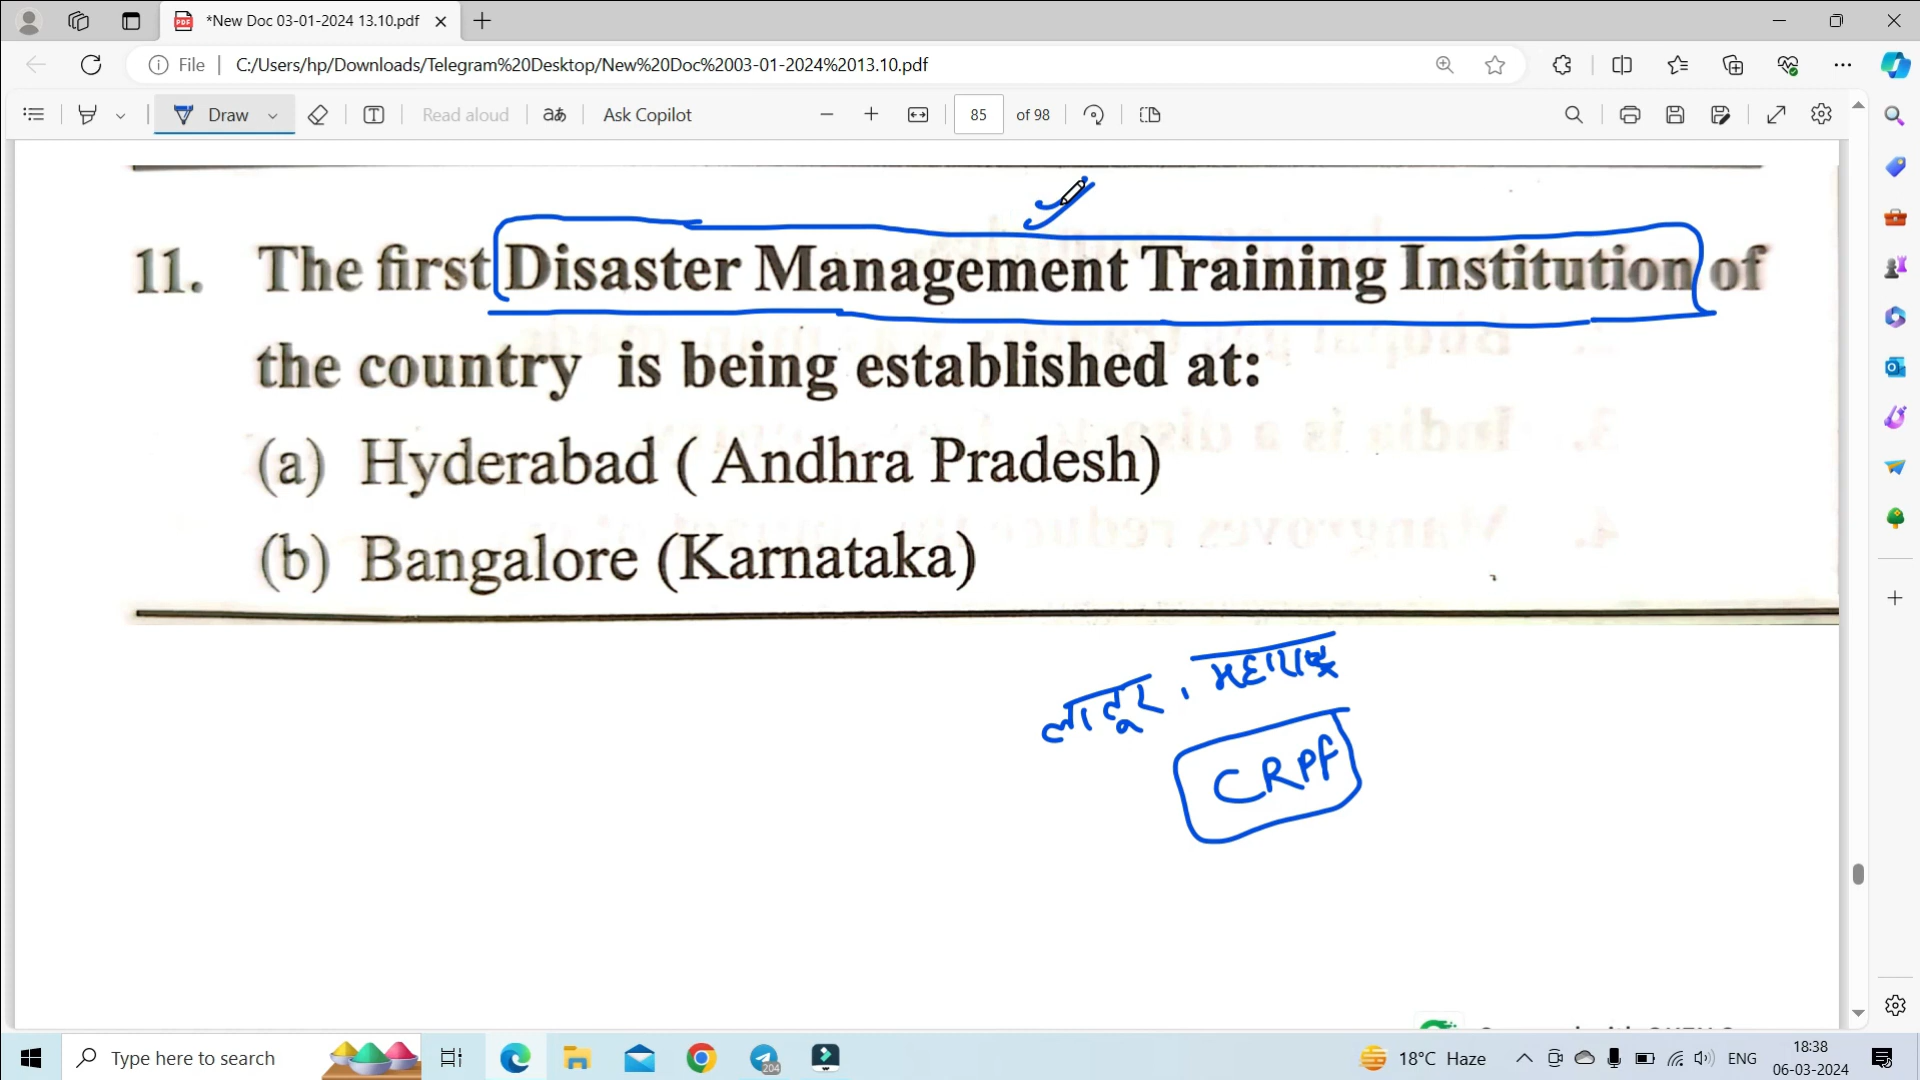 *New Doc 03-01-2024 13.10.pdf
File
C:/Users/hp/Downloads/Telegram%20Desktop/New%20Doc%2003-01-2024%2013.10.pdf
Draw
Read aloud
aあ
Ask Copilot
85 of 98
11. The first Disaster Management Training Institution of
the country is being established at:
(a) Hyderabad ( Andhra Pradesh)
(b) Bangalore (Karnataka)
लातूर, महाराष्ट्र
CRPF
Type here to search
204
18°C Haze
ENG
18:38
06-03-2024